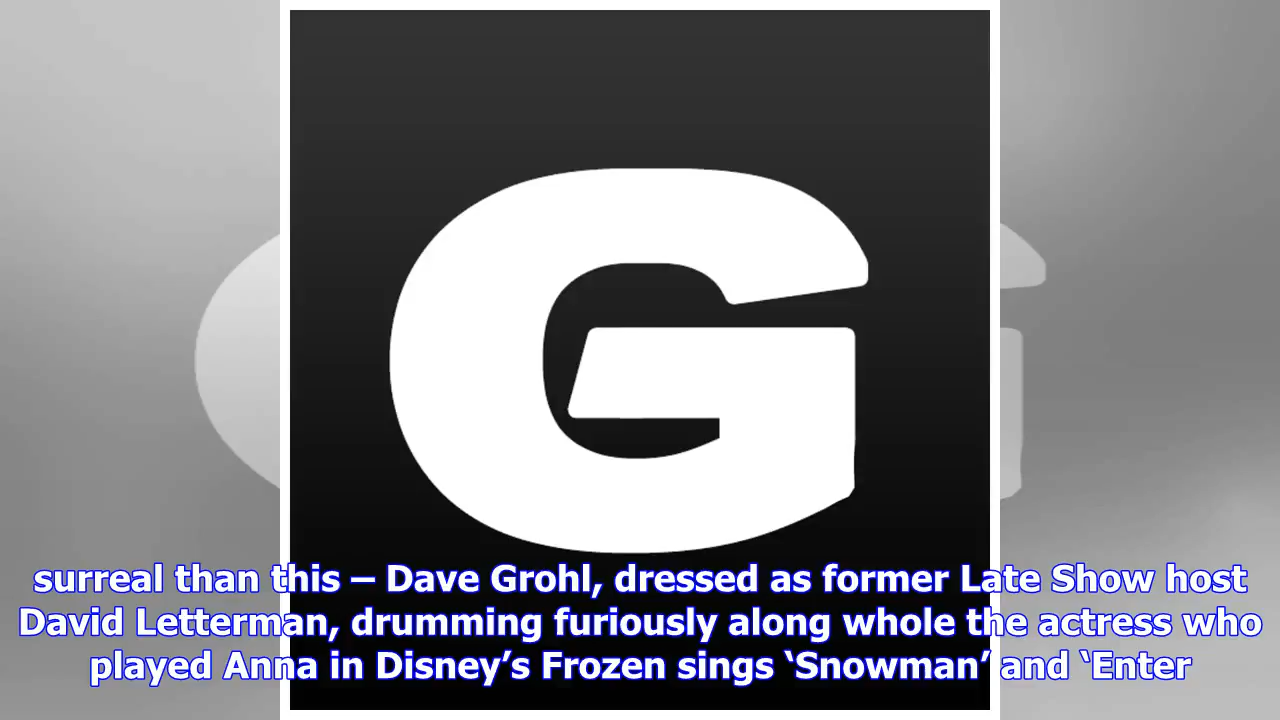 G
surreal than this – Dave Grohl, dressed as former Late Show host
David Letterman, drumming furiously along whole the actress who
played Anna in Disney’s Frozen sings ‘Snowman’ and ‘Enter